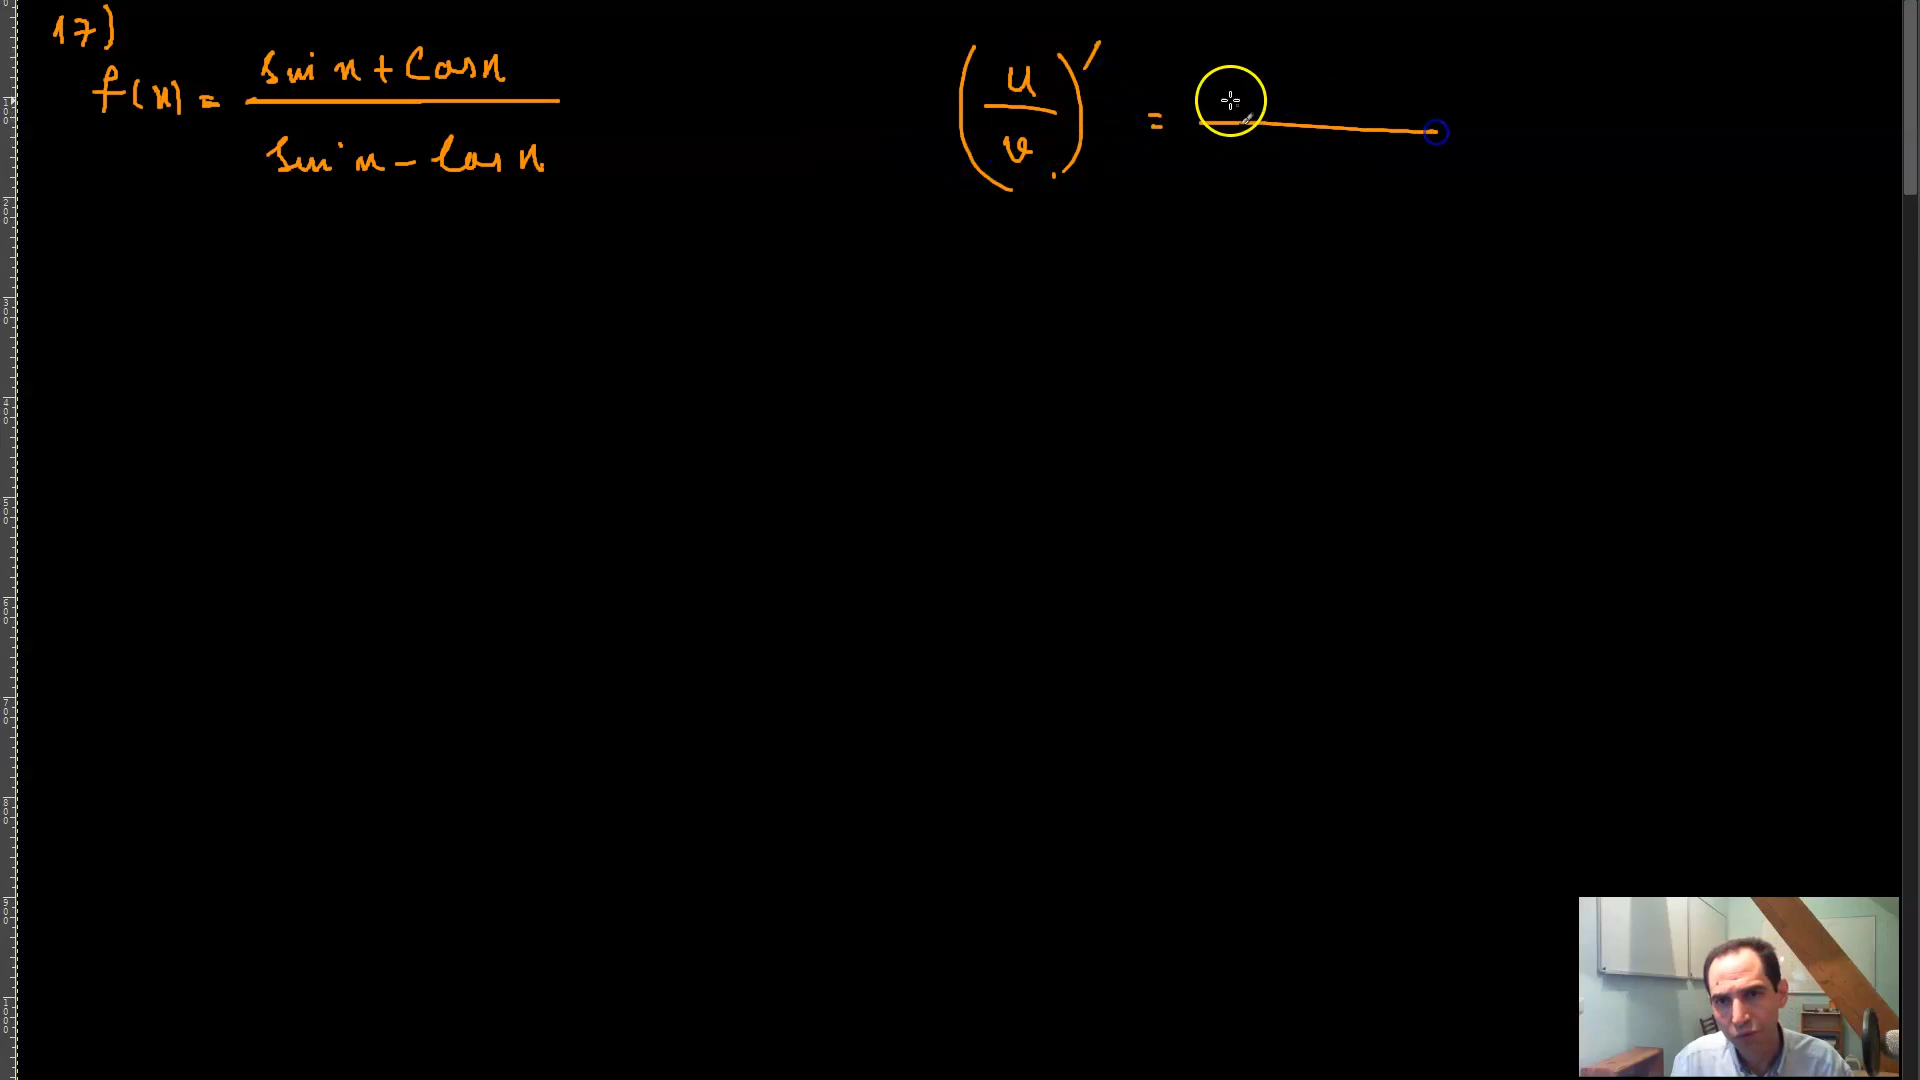 17)
f(x) = (sin x + Cos x) / (sin x - Cos x)
(u / v)' =